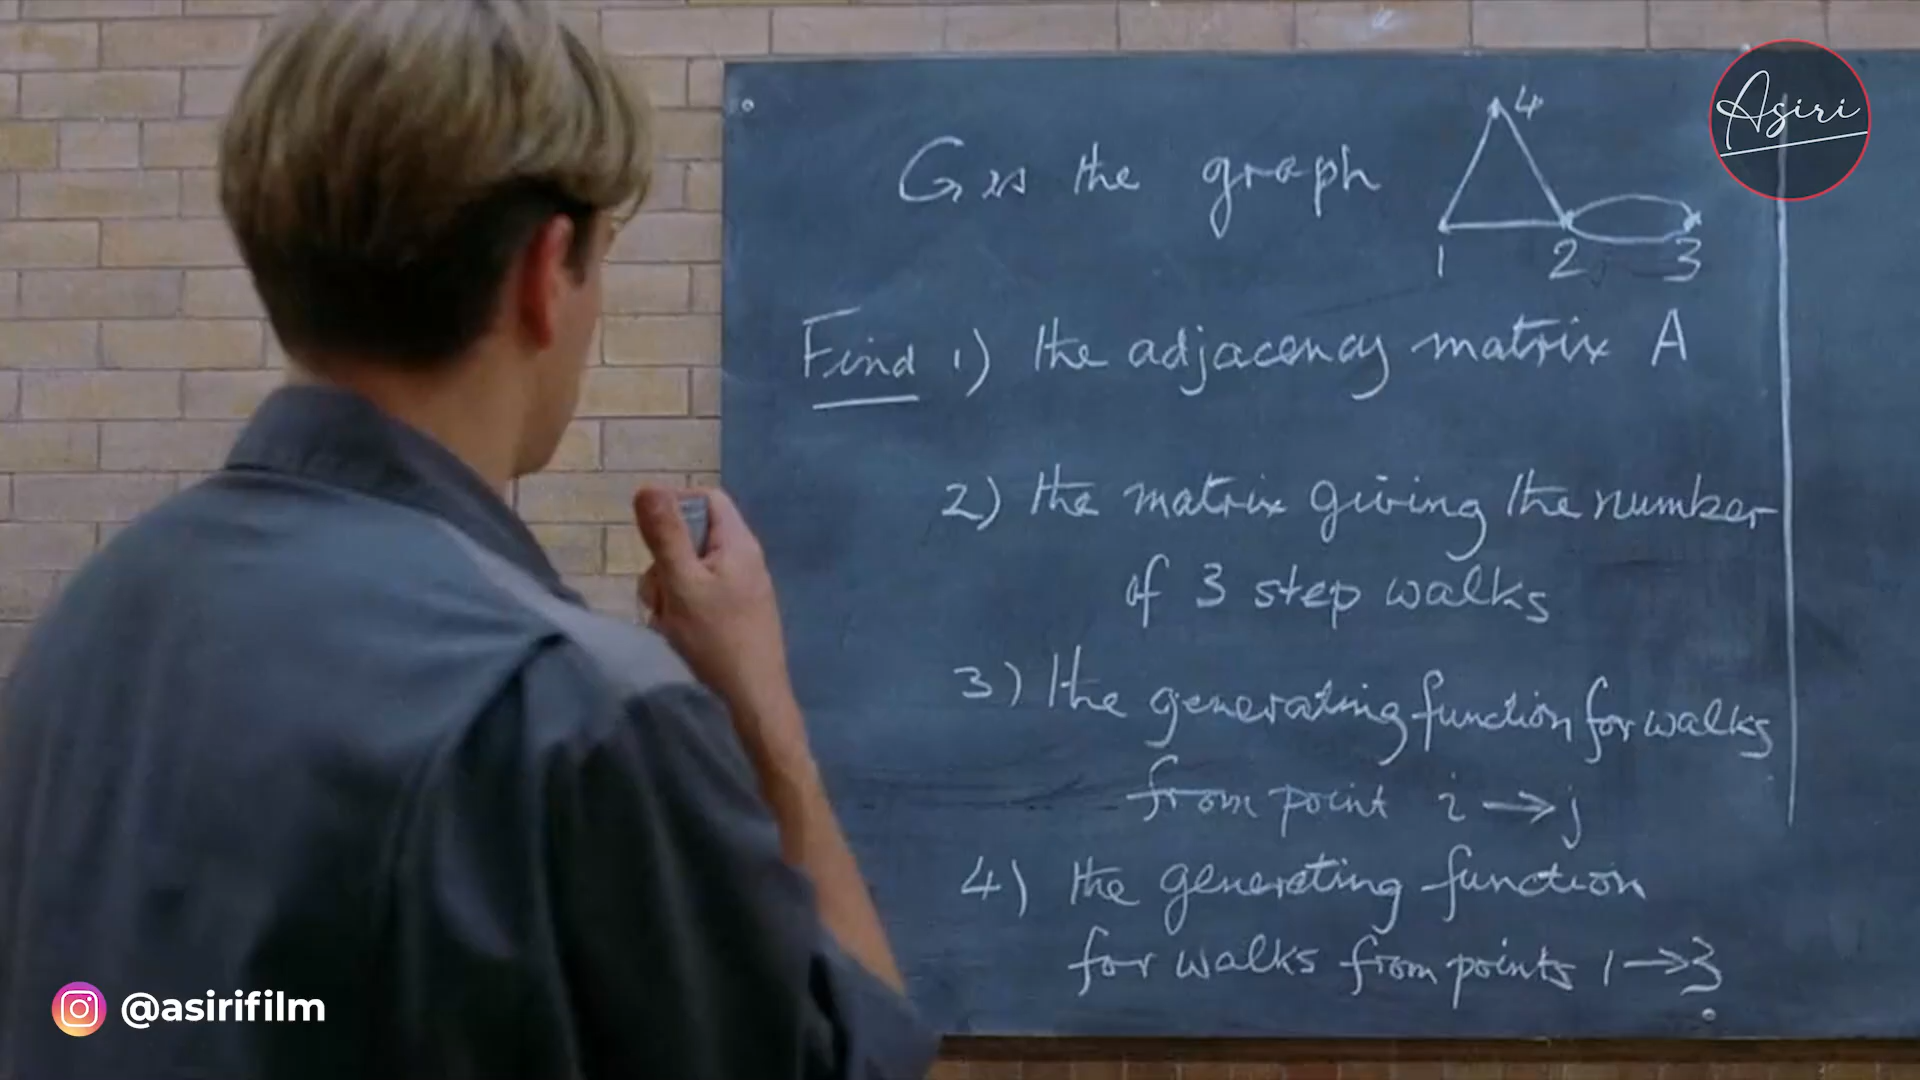 Asiri
G is the graph
4
1 2 3
Find 1) the adjacency matrix A
2) the matrix giving the number
of 3 step walks
3) the generating function for walks
from point i → j
4) the generating function
for walks from points 1 → 3
@asirifilm